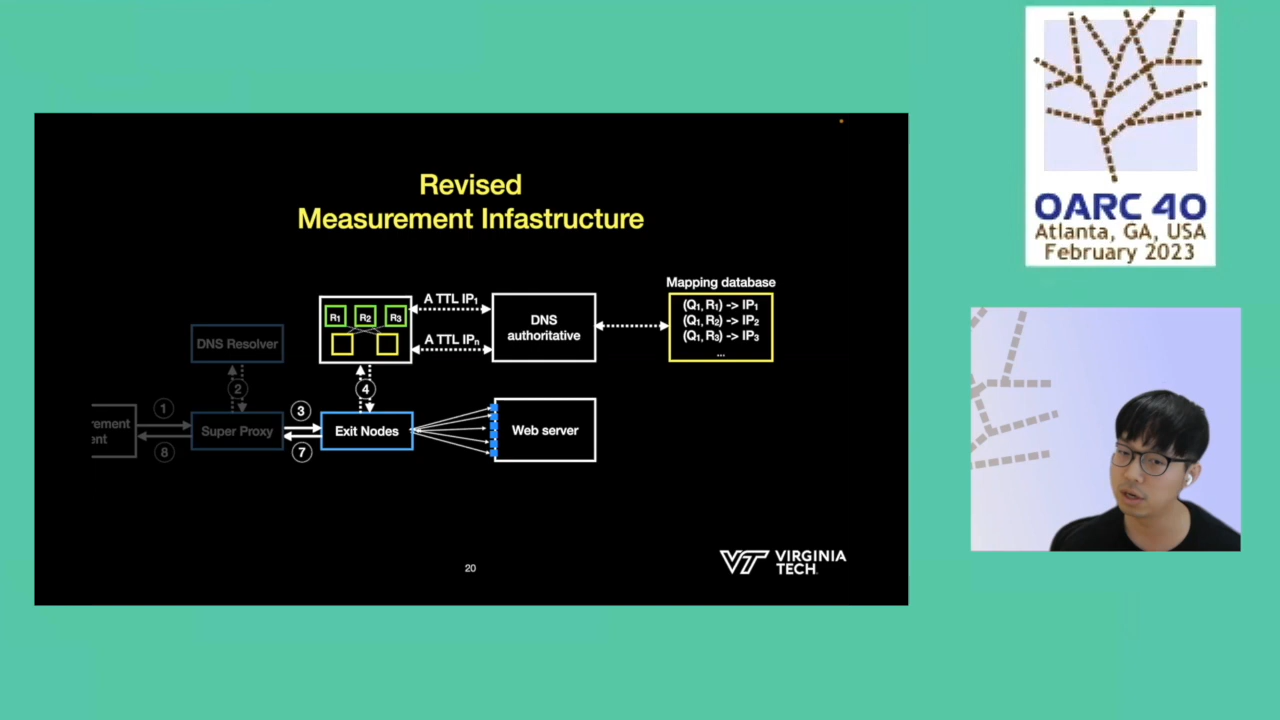 Revised
Measurement Infastructure
Mapping database
(Q1, R1) -> IP1
(Q1, R2) -> IP2
(Q1, R3) -> IP3
...
R1 R2 R3
A TTL IP1
A TTL IPn
DNS
authoritative
DNS Resolver
2
4
1
3
8
7
rement
ent
Super Proxy
Exit Nodes
Web server
20
VT VIRGINIA
TECH.
OARC 40
Atlanta, GA, USA
February 2023